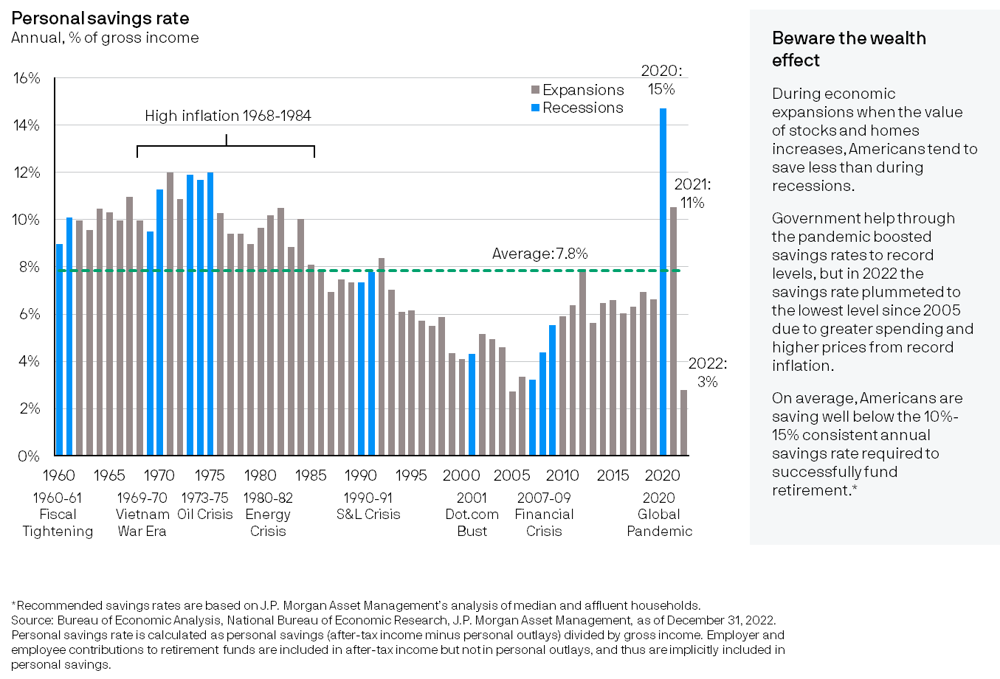 Personal savings rate
Annual, % of gross income
16%
14%
12%
10%
8%
6%
4%
2%
0%
High inflation 1968-1984
Expansions
Recessions
2020:
15%
2021:
11%
Average: 7.8%
2022:
3%
1960 1965 1970 1975 1980 1985 1990 1995 2000 2005 2010 2015 2020
1960-61
Fiscal
Tightening
1969-70
Vietnam
War Era
1973-75
Oil Crisis
1980-82
Energy
Crisis
1990-91
S&L Crisis
2001
Dot.com
Bust
2007-09
Financial
Crisis
2020
Global
Pandemic
Beware the wealth
effect
During economic
expansions when the value
of stocks and homes
increases, Americans tend to
save less than during
recessions.
Government help through
the pandemic boosted
savings rates to record
levels, but in 2022 the
savings rate plummeted to
the lowest level since 2005
due to greater spending and
higher prices from record
inflation.
On average, Americans are
saving well below the 10%-
15% consistent annual
savings rate required to
successfully fund
retirement.*
*Recommended savings rates are based on J.P. Morgan Asset Management's analysis of median and affluent households.
Source: Bureau of Economic Analysis, National Bureau of Economic Research, J.P. Morgan Asset Management, as of December 31, 2022.
Personal savings rate is calculated as personal savings (after-tax income minus personal outlays) divided by gross income. Employer and
employee contributions to retirement funds are included in after-tax income but not in personal outlays, and thus are implicitly included in
personal savings.